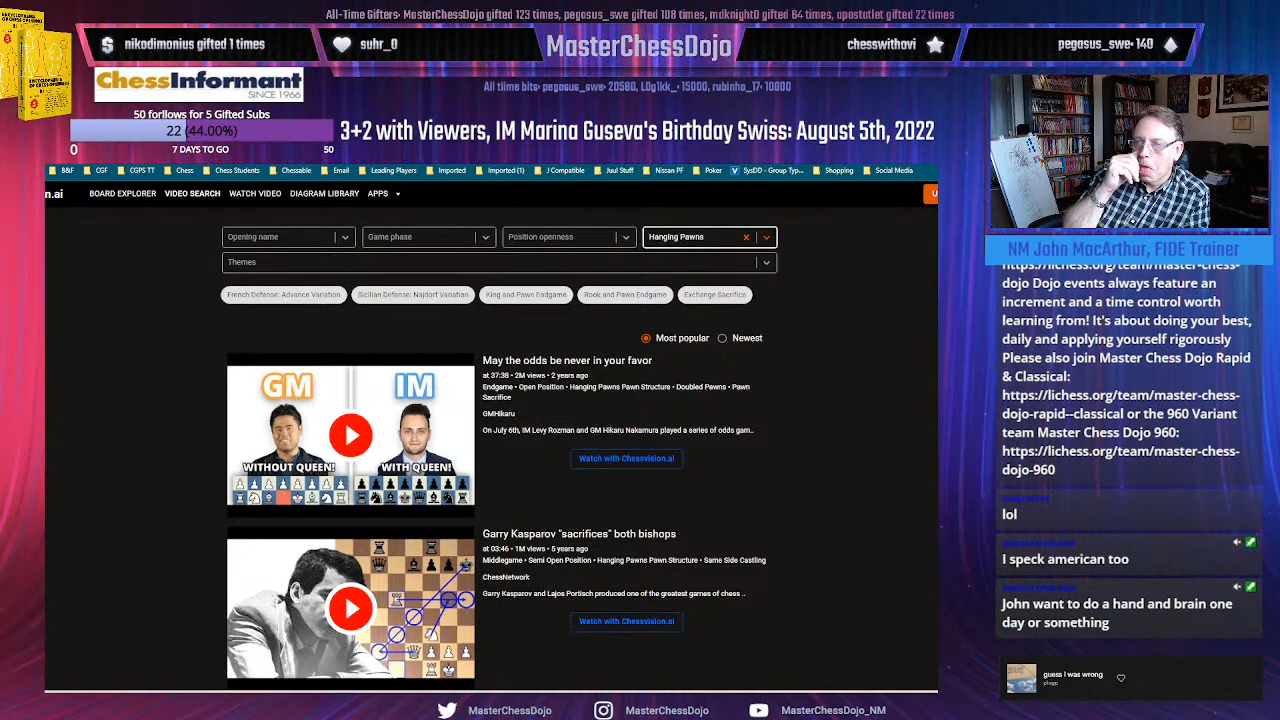 All-Time Gifters• MasterChessDojo gifted 123 times, pegasus_swe gifted 108 times, mdknight0 gifted 84 times, apostatlet gifted 22 times
nikodimonius gifted 1 times
suhr_0
MasterChessDojo
chesswithovi
pegasus_swe• 140
All tiime bits• pegasus_swe• 20580, L0g1kk_• 15000, rubinho_17• 10000
ChessInformant
SINCE 1966
50 forllows for 5 Gifted Subs
22 (44.00%)
0
7 DAYS TO GO
50
3+2 with Viewers, IM Marina Guseva's Birthday Swiss: August 5th, 2022
B&F
CGF
CGPS TT
Chess
Chess Students
Chessable
Email
Leading Players
Imported
Imported (1)
J Compatible
Juul Stuff
Nissan PF
Poker
SysDD - Group Typ...
Shopping
Social Media
n.ai
BOARD EXPLORER
VIDEO SEARCH
WATCH VIDEO
DIAGRAM LIBRARY
APPS
U
Opening name
Game phase
Position openness
Hanging Pawns
Themes
French Defense: Advance Variation
Sicilian Defense: Najdorf Variation
King and Pawn Endgame
Rook and Pawn Endgame
Exchange Sacrifice
Most popular
Newest
GM
IM
WITHOUT QUEEN!
WITH QUEEN!
May the odds be never in your favor
at 37:38 • 2M views • 2 years ago
Endgame • Open Position • Hanging Pawns Pawn Structure • Doubled Pawns • Pawn
Sacrifice
GMHikaru
On July 6th, IM Levy Rozman and GM Hikaru Nakamura played a series of odds gam..
Watch with Chessvision.ai
Garry Kasparov "sacrifices" both bishops
at 03:46 • 1M views • 5 years ago
Middlegame • Semi Open Position • Hanging Pawns Pawn Structure • Same Side Castling
ChessNetwork
Garry Kasparov and Lajos Portisch produced one of the greatest games of chess ..
Watch with Chessvision.ai
NM John MacArthur, FIDE Trainer
https://lichess.org/team/master-chess-
dojo Dojo events always feature an
increment and a time control worth
learning from! It's about doing your best,
daily and applying yourself rigorously
Please also join Master Chess Dojo Rapid
& Classical:
https://lichess.org/team/master-chess-
dojo-rapid--classical or the 960 Variant
team Master Chess Dojo 960:
https://lichess.org/team/master-chess-
dojo-960
lol
I speck american too
John want to do a hand and brain one
day or something
guess I was wrong
plugp
MasterChessDojo
MasterChessDojo
MasterChessDojo_NM